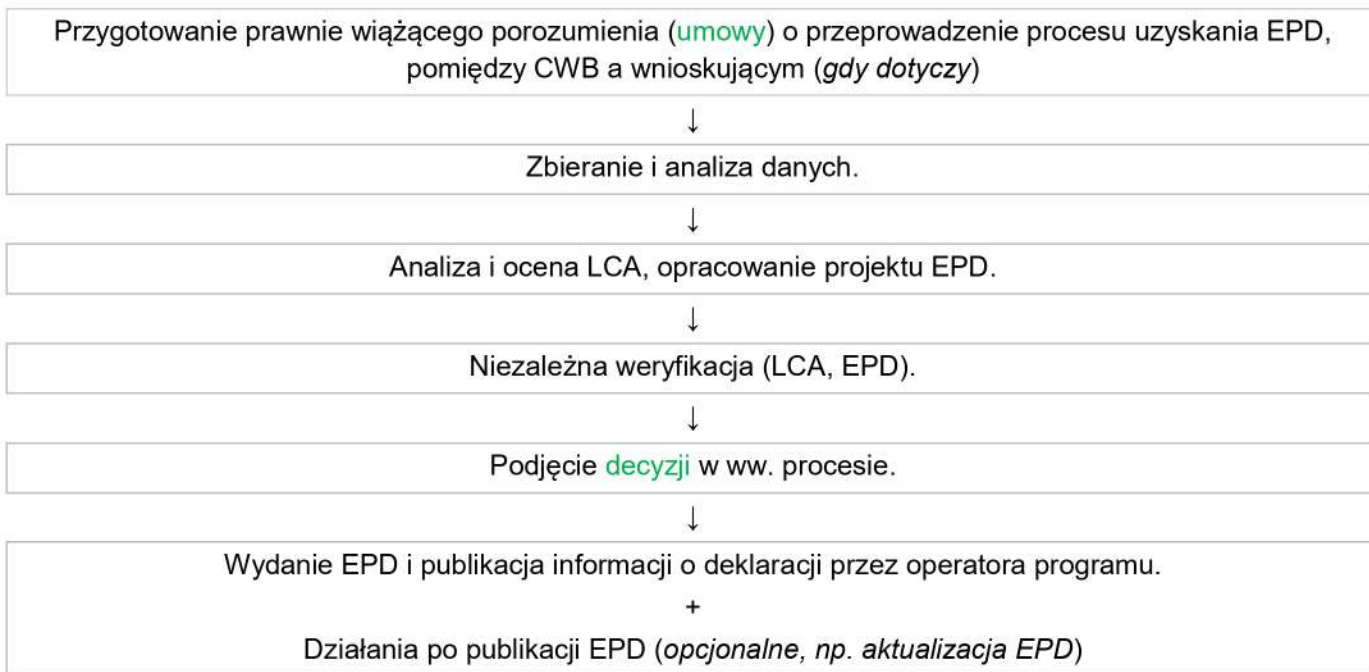 Przygotowanie prawnie wiążącego porozumienia (umowy) o przeprowadzenie procesu uzyskania EPD,
pomiędzy CWB a wnioskującym (gdy dotyczy)
↓
Zbieranie i analiza danych.
↓
Analiza i ocena LCA, opracowanie projektu EPD.
↓
Niezależna weryfikacja (LCA, EPD).
↓
Podjęcie decyzji w ww. procesie.
↓
Wydanie EPD i publikacja informacji o deklaracji przez operatora programu.
+
Działania po publikacji EPD (opcjonalne, np. aktualizacja EPD)